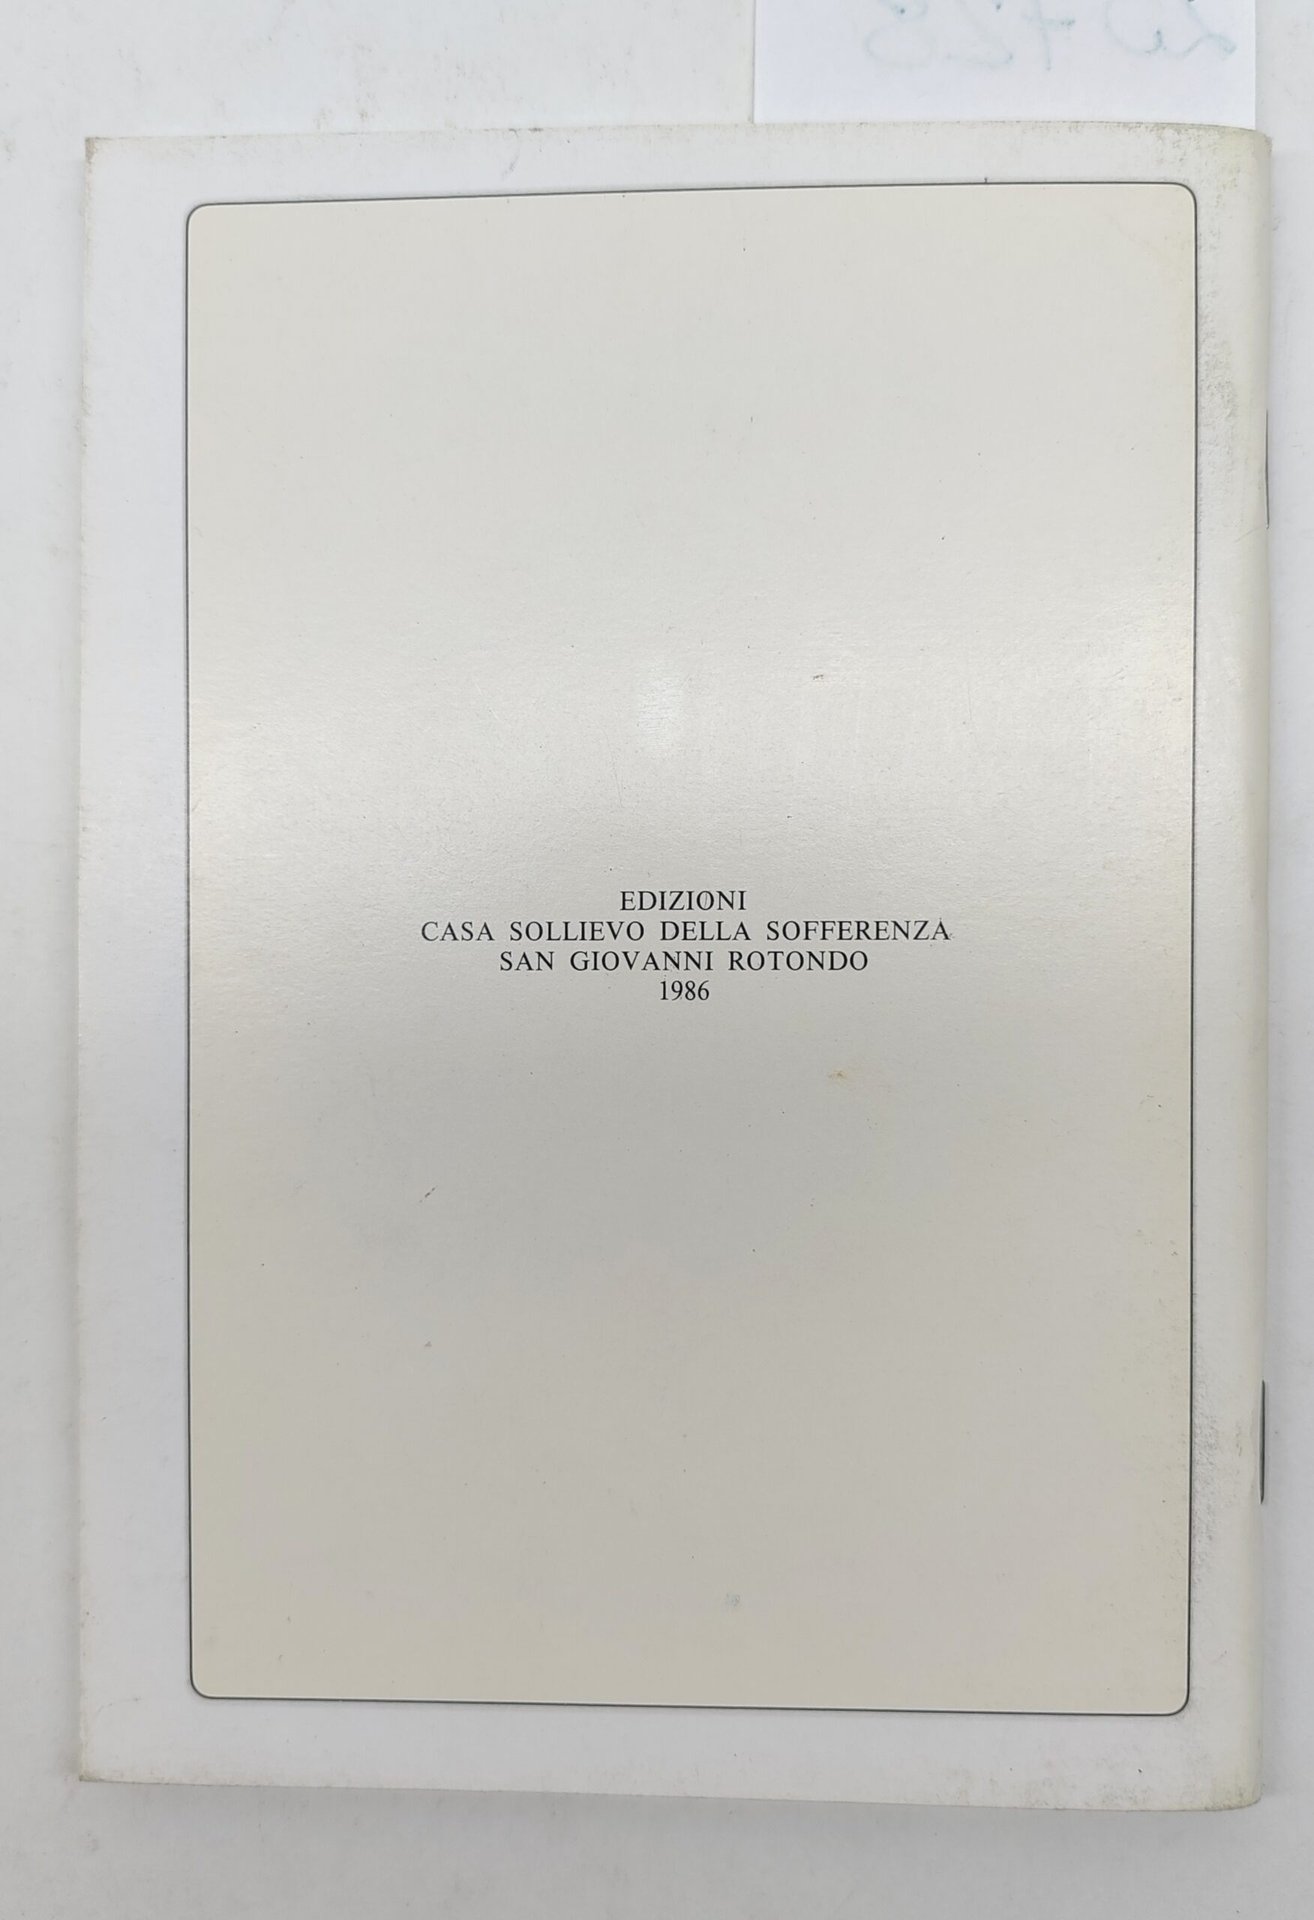 EDIZIONI
CASA SOLLIEVO DELLA SOFFERENZA
SAN GIOVANNI ROTONDO
1986